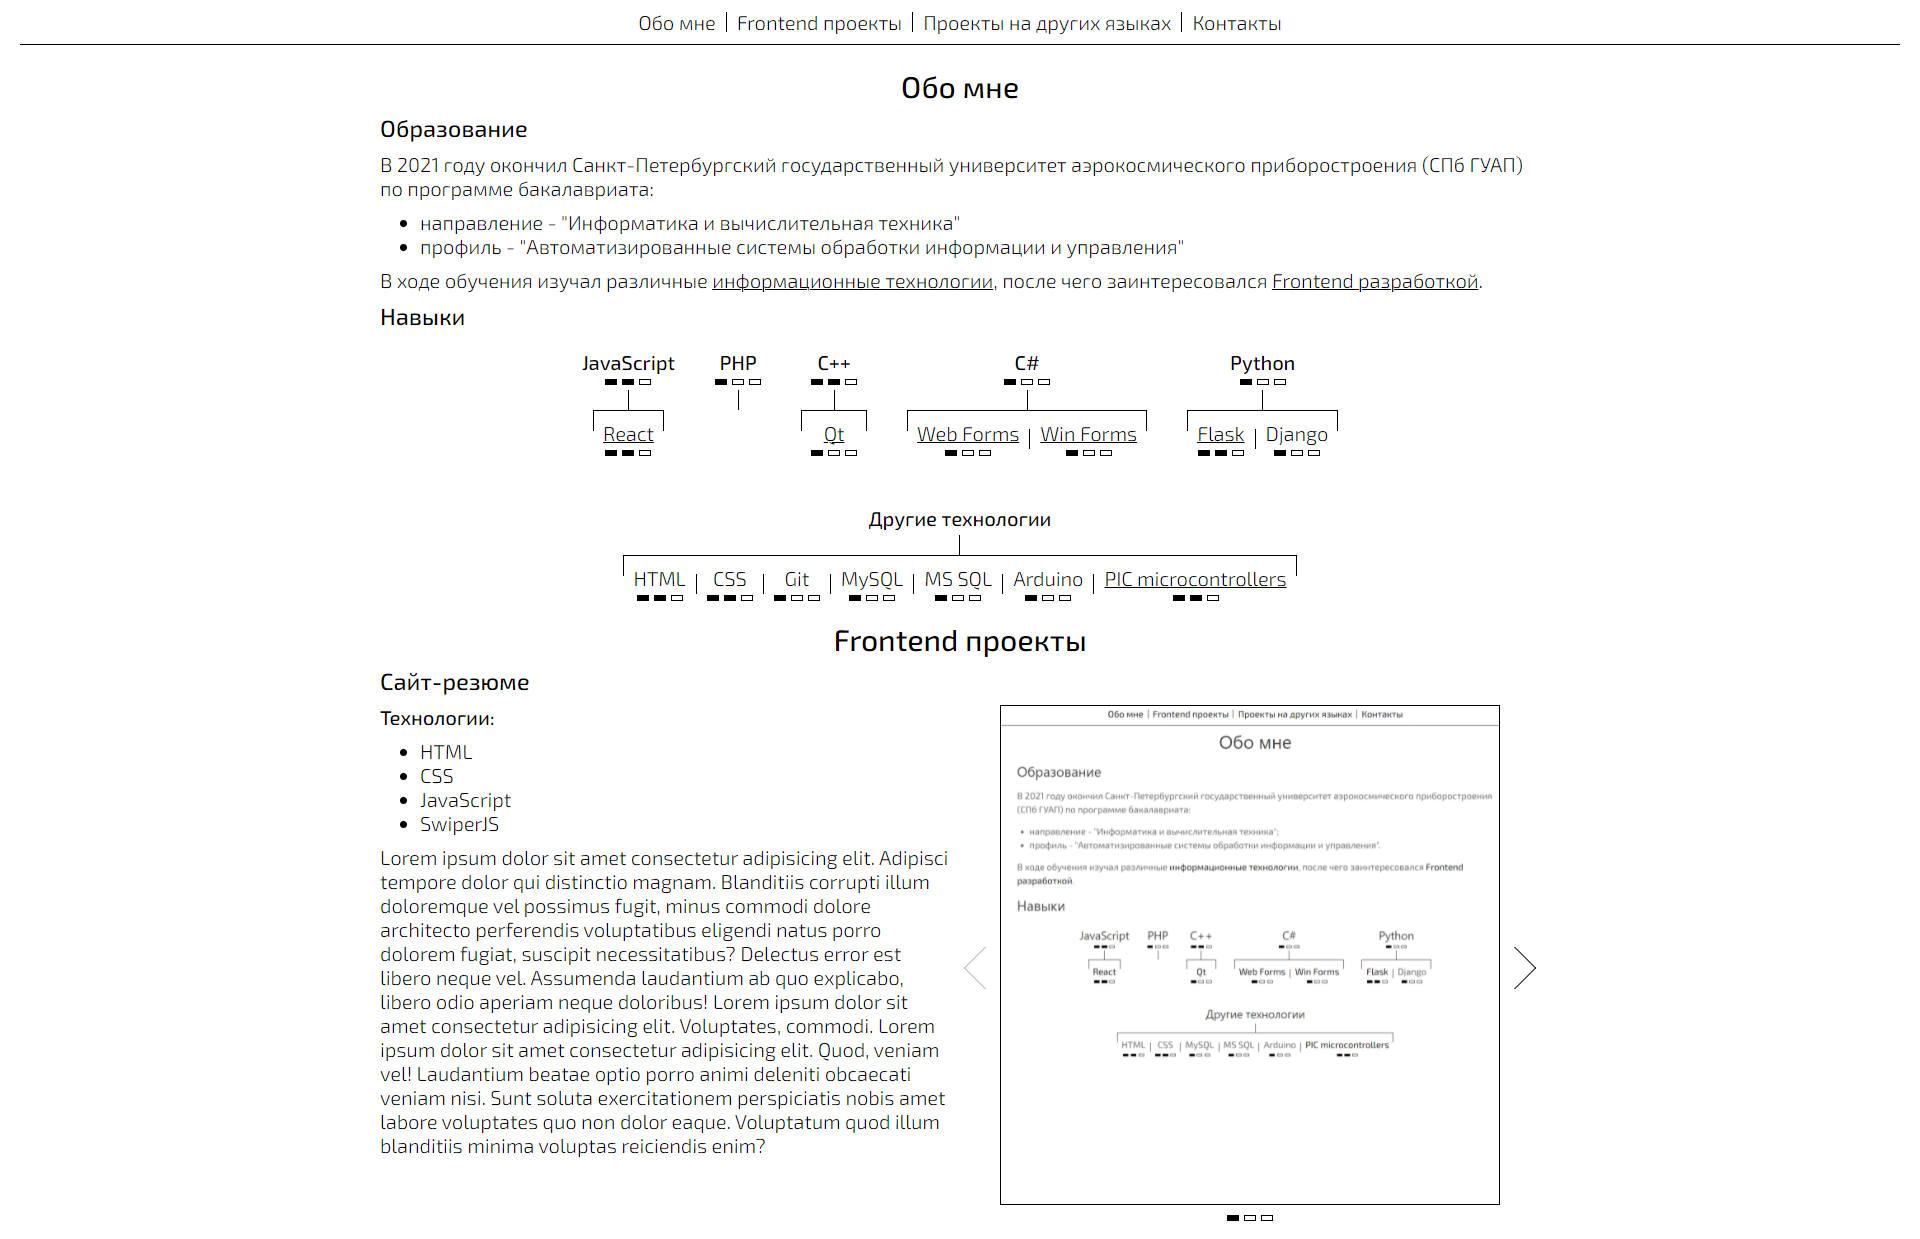 Обо мне | Frontend проекты | Проекты на других языках | Контакты
Обо мне
Образование
В 2021 году окончил Санкт-Петербургский государственный университет аэрокосмического приборостроения (СПб ГУАП)
по программе бакалавриата:
• направление - "Информатика и вычислительная техника"
• профиль - "Автоматизированные системы обработки информации и управления"
В ходе обучения изучал различные информационные технологии, после чего заинтересовался Frontend разработкой.
Навыки
JavaScript PHP C++ C# Python
React Qt Web Forms | Win Forms Flask | Django
Другие технологии
HTML | CSS | Git | MySQL | MS SQL | Arduino | PIC microcontrollers
Frontend проекты
Сайт-резюме
Технологии:
• HTML
• CSS
• JavaScript
• SwiperJS
Lorem ipsum dolor sit amet consectetur adipisicing elit. Adipisci
tempore dolor qui distinctio magnam. Blanditiis corrupti illum
doloremque vel possimus fugit, minus commodi dolore
architecto perferendis voluptatibus eligendi natus porro
dolorem fugiat, suscipit necessitatibus? Delectus error est
libero neque vel. Assumenda laudantium ab quo explicabo,
libero odio aperiam neque doloribus! Lorem ipsum dolor sit
amet consectetur adipisicing elit. Voluptates, commodi. Lorem
ipsum dolor sit amet consectetur adipisicing elit. Quod, veniam
vel! Laudantium beatae optio porro animi deleniti obcaecati
veniam nisi. Sunt soluta exercitationem perspiciatis nobis amet
labore voluptates quo non dolor eaque. Voluptatum quod illum
blanditiis minima voluptas reiciendis enim?
Обо мне | Frontend проекты | Проекты на других языках | Контакты
Обо мне
Образование
В 2021 году окончил Санкт-Петербургский государственный университет аэрокосмического приборостроения
(СПб ГУАП) по программе бакалавриата:
• направление - "Информатика и вычислительная техника";
• профиль - "Автоматизированные системы обработки информации и управления".
В ходе обучения изучал различные информационные технологии, после чего заинтересовался Frontend
разработкой.
Навыки
JavaScript PHP C++ C# Python
React Qt Web Forms | Win Forms Flask | Django
Другие технологии
HTML | CSS | MySQL | MS SQL | Arduino | PIC microcontrollers